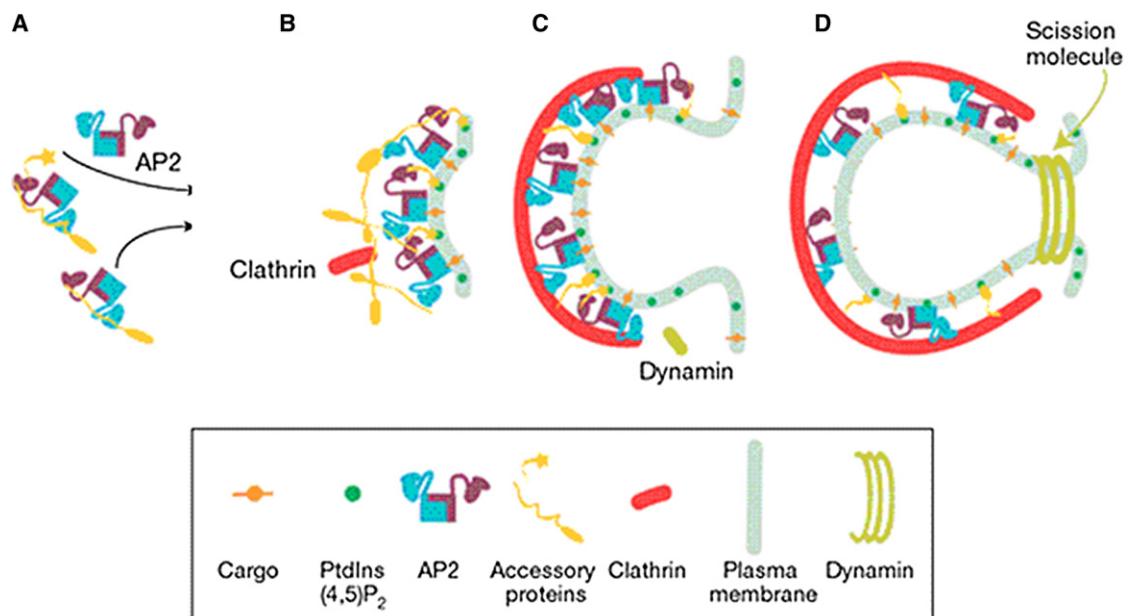 A
B
C
D
Scission
molecule
AP2
Clathrin
Dynamin
Cargo
PtdIns
(4,5)P₂
AP2
Accessory
proteins
Clathrin
Plasma
membrane
Dynamin